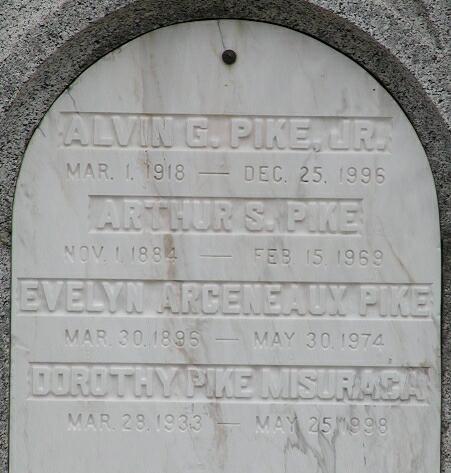 ALVIN G. PIKE, JR.
MAR. 1. 1918 — DEC. 25, 1996
ARTHUR S. PIKE
NOV. 1, 1884 — FEB 15, 1969
EVELYN ARCENEAUX PIKE
MAR. 30, 1896 — MAY 30, 1974
DOROTHY PIKE MISURACA
MAR. 28, 1933 — MAY 25, 1998